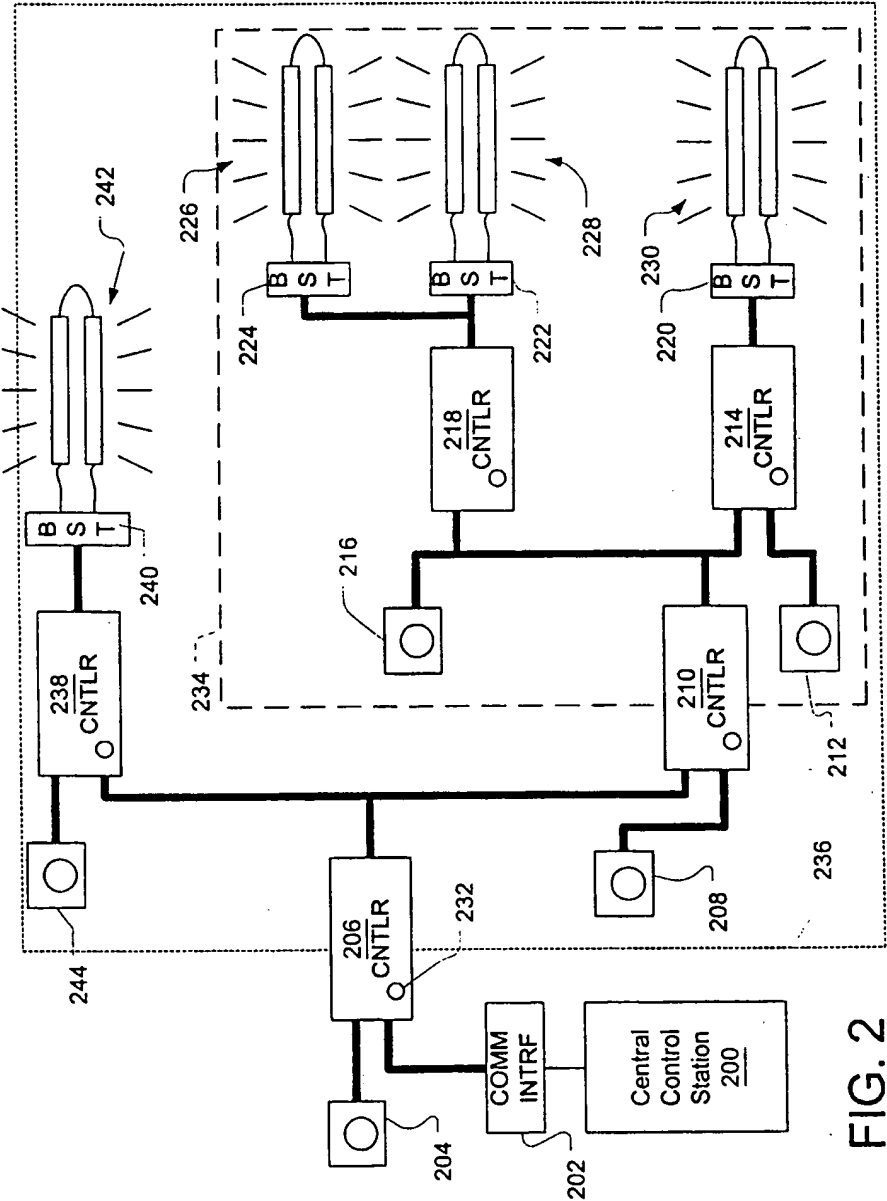 242
226
228
230
B
S
T
224
B
S
T
222
B
S
T
220
B
S
T
240
218
CNTLR
214
CNTLR
216
234
238
CNTLR
210
CNTLR
212
244
206
CNTLR
232
208
236
204
COMM
INTRF
202
Central
Control
Station
200
FIG. 2